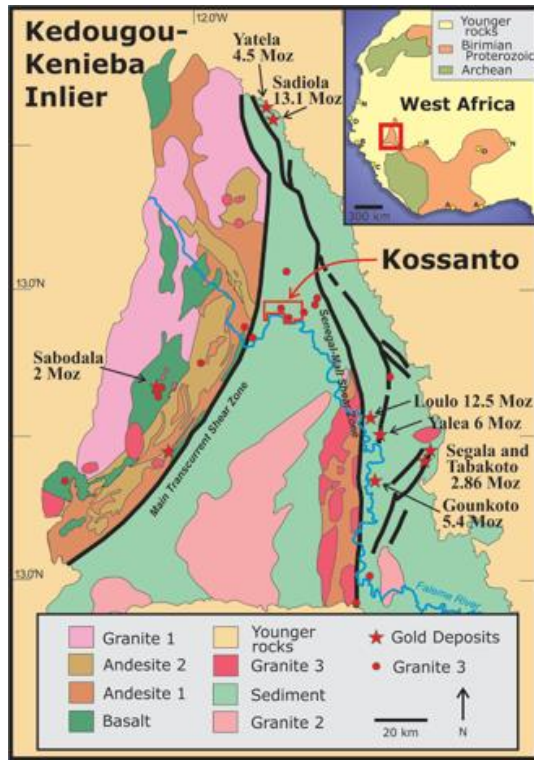 Kedougou-
Kenieba
Inlier
12.0°W
Yatela
4.5 Moz
Sadiola
13.1 Moz
Younger
rocks
Birimian
Proterozoic
Archean
West Africa
300 km
13.0°N
Kossanto
Sabodala
2 Moz
Senegal-Mali Shear Zone
Main Transcurrent Shear Zone
Loulo 12.5 Moz
Yalea 6 Moz
Segala and
Tabakoto
2.86 Moz
Gounkoto
5.4 Moz
13.0'N
Faleme River
Granite 1
Andesite 2
Andesite 1
Basalt
Younger
rocks
Granite 3
Sediment
Granite 2
Gold Deposits
Granite 3
20 km
N